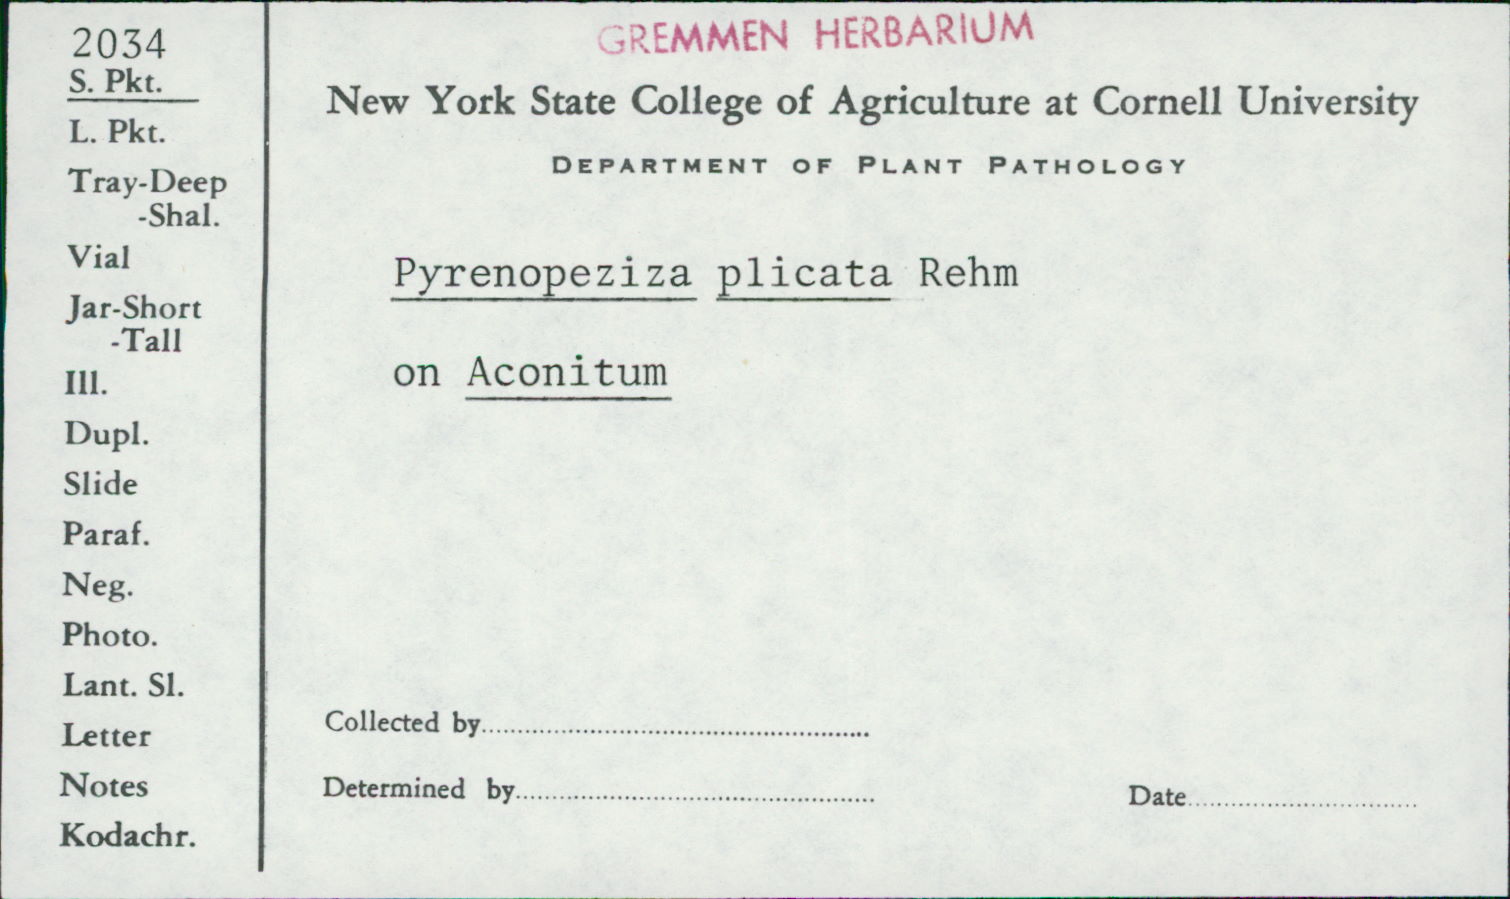 2034
S. Pkt.
L. Pkt.
Tray-Deep
-Shal.
Vial
Jar-Short
-Tall
Ill.
Dupl.
Slide
Paraf.
Neg.
Photo.
Lant. Sl.
Letter
Notes
Kodachr.
GREMMEN HERBARIUM
New York State College of Agriculture at Cornell University
DEPARTMENT OF PLANT PATHOLOGY
Pyrenopeziza plicata Rehm
on Aconitum
Collected by
Determined by
Date